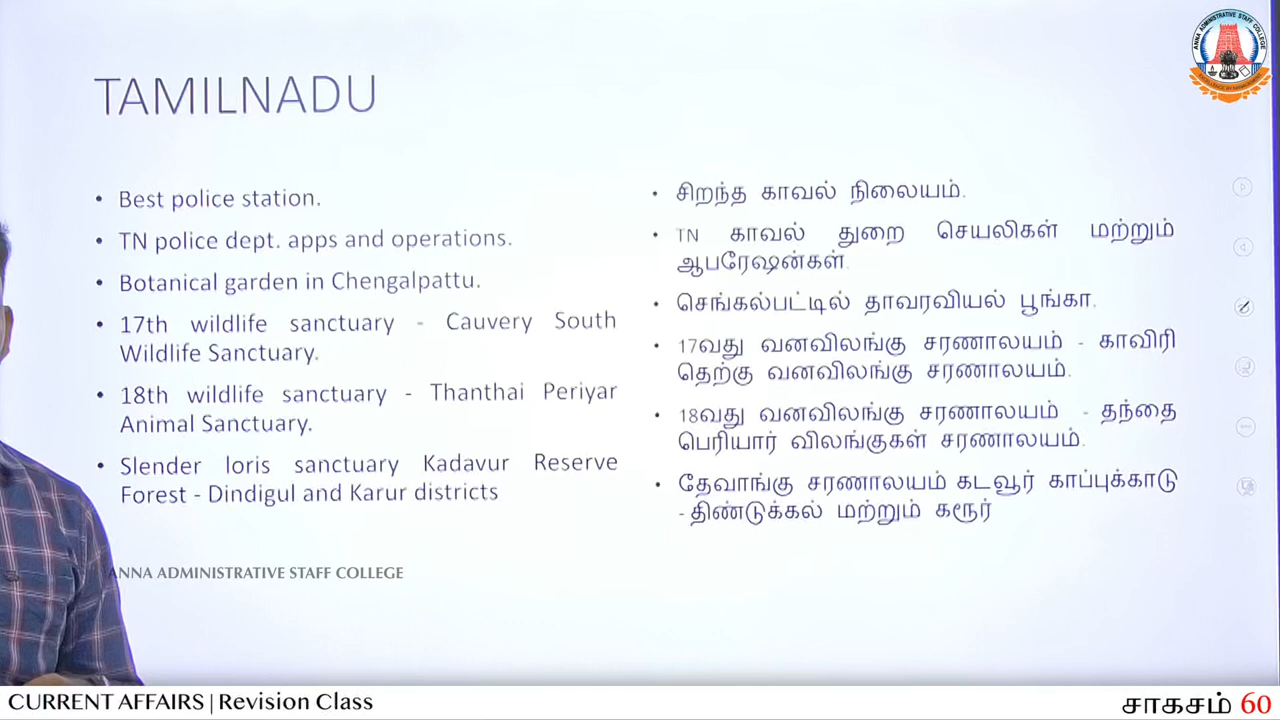 ANNA ADMINISTRATIVE STAFF COLLEGE
TAMILNADU
• Best police station.
• TN police dept. apps and operations.
• Botanical garden in Chengalpattu.
• 17th wildlife sanctuary - Cauvery South
Wildlife Sanctuary.
• 18th wildlife sanctuary - Thanthai Periyar
Animal Sanctuary.
• Slender loris sanctuary Kadavur Reserve
Forest - Dindigul and Karur districts
• சிறந்த காவல் நிலையம்.
• TN காவல் துறை செயலிகள் மற்றும்
ஆபரேஷன்கள்.
• செங்கல்பட்டில் தாவரவியல் பூங்கா.
• 17வது வனவிலங்கு சரணாலயம் - காவிரி
தெற்கு வனவிலங்கு சரணாலயம்.
• 18வது வனவிலங்கு சரணாலயம் - தந்தை
பெரியார் விலங்குகள் சரணாலயம்.
• தேவாங்கு சரணாலயம் கடவூர் காப்புக்காடு
- திண்டுக்கல் மற்றும் கரூர்
ANNA ADMINISTRATIVE STAFF COLLEGE
CURRENT AFFAIRS | Revision Class
சாகசம் 60